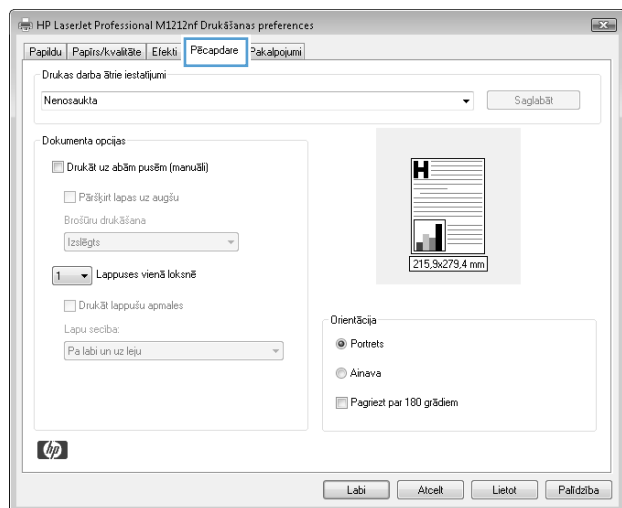 HP LaserJet Professional M1212nf Drukāšanas preferences
Papildu Papīrs/kvalitāte Efekti Pēcapdare Pakalpojumi
Drukas darba ātrie iestatījumi
Nenosaukta Saglabāt
Dokumenta opcijas
Drukāt uz abām pusēm (manuāli)
Pāršķirt lapas uz augšu
Brošūru drukāšana
Izslēgts
1 Lappuses vienā loksnē
Drukāt lappušu apmales
Lapu secība:
Pa labi un uz leju
H
215,9x279,4 mm
Orientācija
Portrets
Ainava
Pagriezt par 180 grādiem
hp
Labi Atcelt Lietot Palīdzība